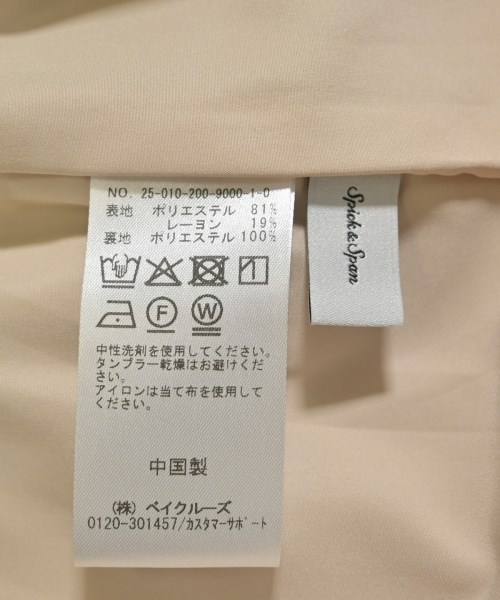 NO. 25-010-200-9000-1-0
表地 ポリエステル 81%
レーヨン 19%
裏地 ポリエステル 100%
F W
中性洗剤を使用してください。
タンブラー乾燥はお避けくだ
さい。
アイロンは当て布を使用して
ください。
中国製
(株) ベイクルーズ
0120-301457/カスタマーサポート
Spick & Span